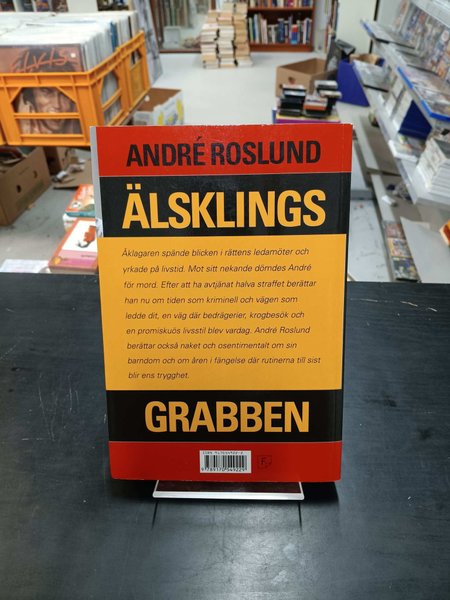 ANDRÉ ROSLUND
ÄLSKLINGS
Åklagaren spände blicken i rättens ledamöter och
yrkade på livstid. Mot sitt nekande dömdes André
för mord. Efter att ha avtjänat halva straffet berättar
han nu om tiden som kriminell och vägen som
ledde dit, en väg där bedrägerier, krogbesök och
en promiskuös livsstil blev vardag. André Roslund
berättar också naket och osentimentalt om sin
barndom och om åren i fängelse där rutinerna till sist
blir ens trygghet.
GRABBEN
9789170549229